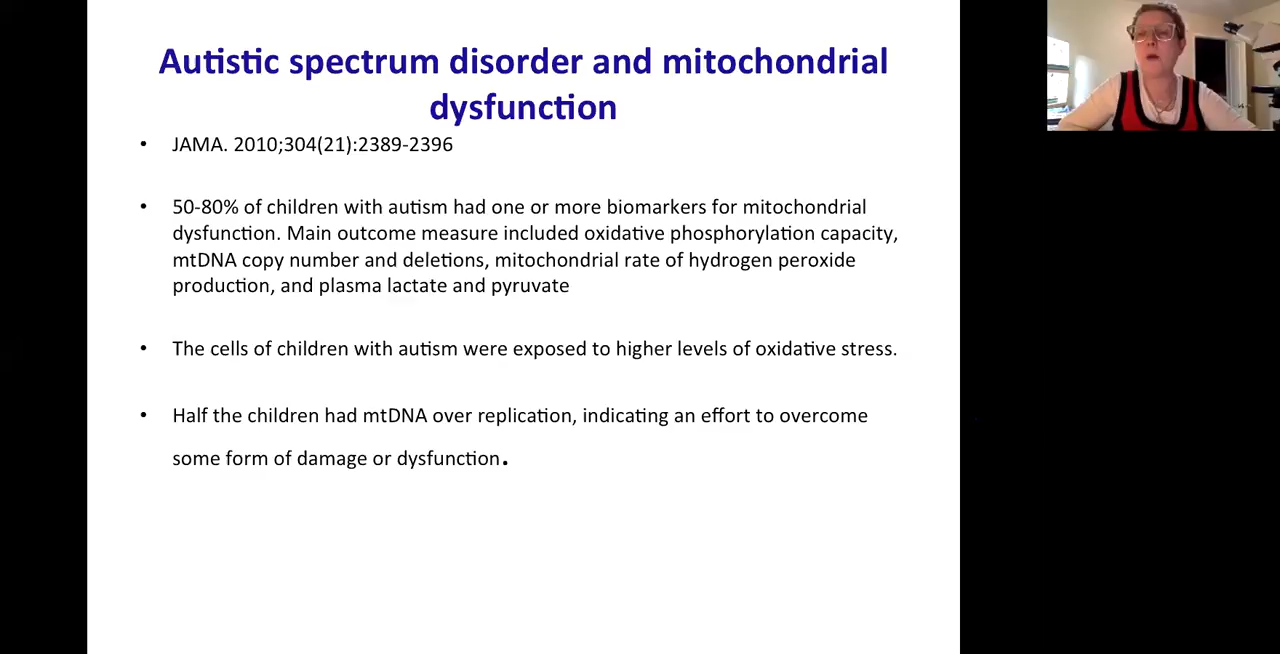 Autistic spectrum disorder and mitochondrial
dysfunction
• JAMA. 2010;304(21):2389-2396
• 50-80% of children with autism had one or more biomarkers for mitochondrial
dysfunction. Main outcome measure included oxidative phosphorylation capacity,
mtDNA copy number and deletions, mitochondrial rate of hydrogen peroxide
production, and plasma lactate and pyruvate
• The cells of children with autism were exposed to higher levels of oxidative stress.
• Half the children had mtDNA over replication, indicating an effort to overcome
some form of damage or dysfunction.